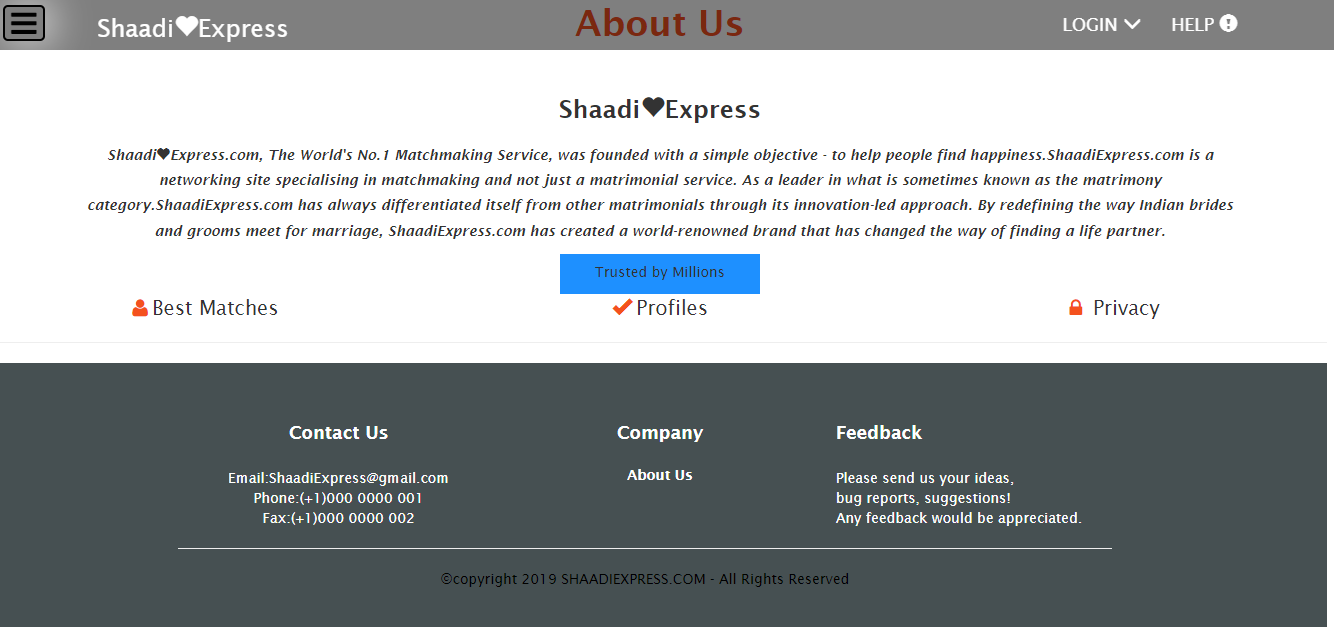 Shaadi♥Express About Us LOGIN HELP
Shaadi♥Express
Shaadi♥Express.com, The World's No.1 Matchmaking Service, was founded with a simple objective - to help people find happiness.ShaadiExpress.com is a
networking site specialising in matchmaking and not just a matrimonial service. As a leader in what is sometimes known as the matrimony
category.ShaadiExpress.com has always differentiated itself from other matrimonials through its innovation-led approach. By redefining the way Indian brides
and grooms meet for marriage, ShaadiExpress.com has created a world-renowned brand that has changed the way of finding a life partner.
Trusted by Millions
Best Matches Profiles Privacy
Contact Us
Email:ShaadiExpress@gmail.com
Phone:(+1)000 0000 001
Fax:(+1)000 0000 002
Company
About Us
Feedback
Please send us your ideas,
bug reports, suggestions!
Any feedback would be appreciated.
©copyright 2019 SHAADIEXPRESS.COM - All Rights Reserved